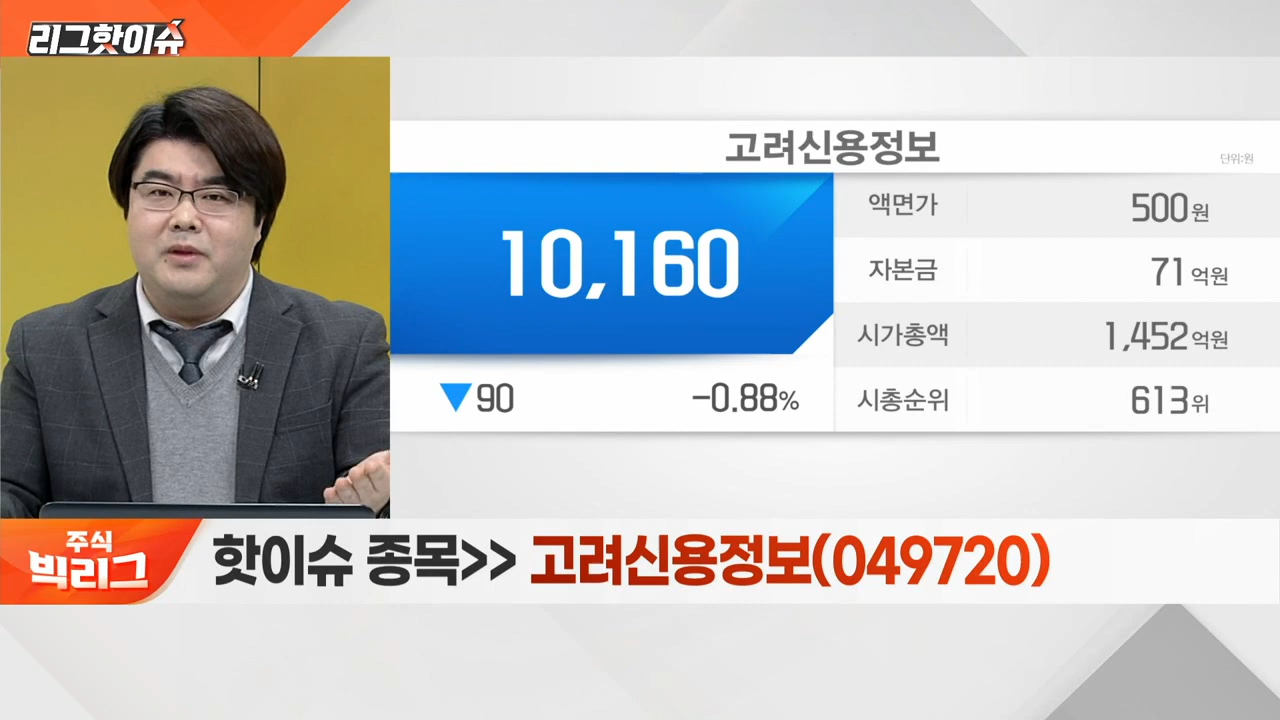 리그핫이슈
고려신용정보
단위:원
10,160
▼90 -0.88%
액면가 500원
자본금 71억원
시가총액 1,452억원
시총순위 613위
주식
빅리그
핫이슈 종목>> 고려신용정보(049720)